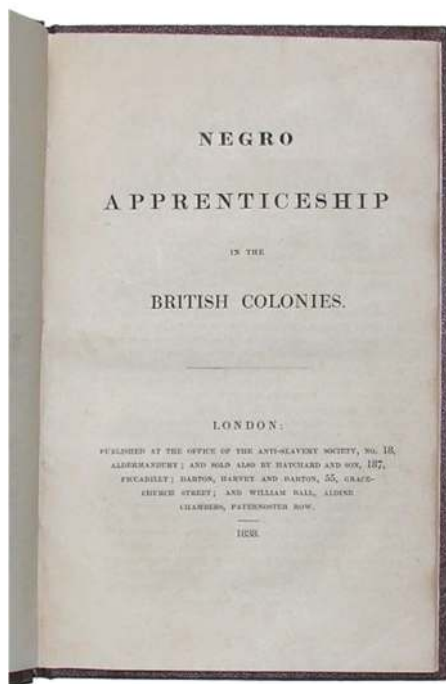 NEGRO
APPRENTICESHIP
IN THE
BRITISH COLONIES.
LONDON:
PUBLISHED AT THE OFFICE OF THE ANTI-SLAVERY SOCIETY, NO. 18,
ALDERMANBURY; AND SOLD ALSO BY HATCHARD AND SON, 187,
PICCADILLY; DARTON, HARVEY AND DARTON, 55, GRACE-
CHURCH STREET; AND WILLIAM BALL, ALDINE
CHAMBERS, PATERNOSTER ROW.
1838.